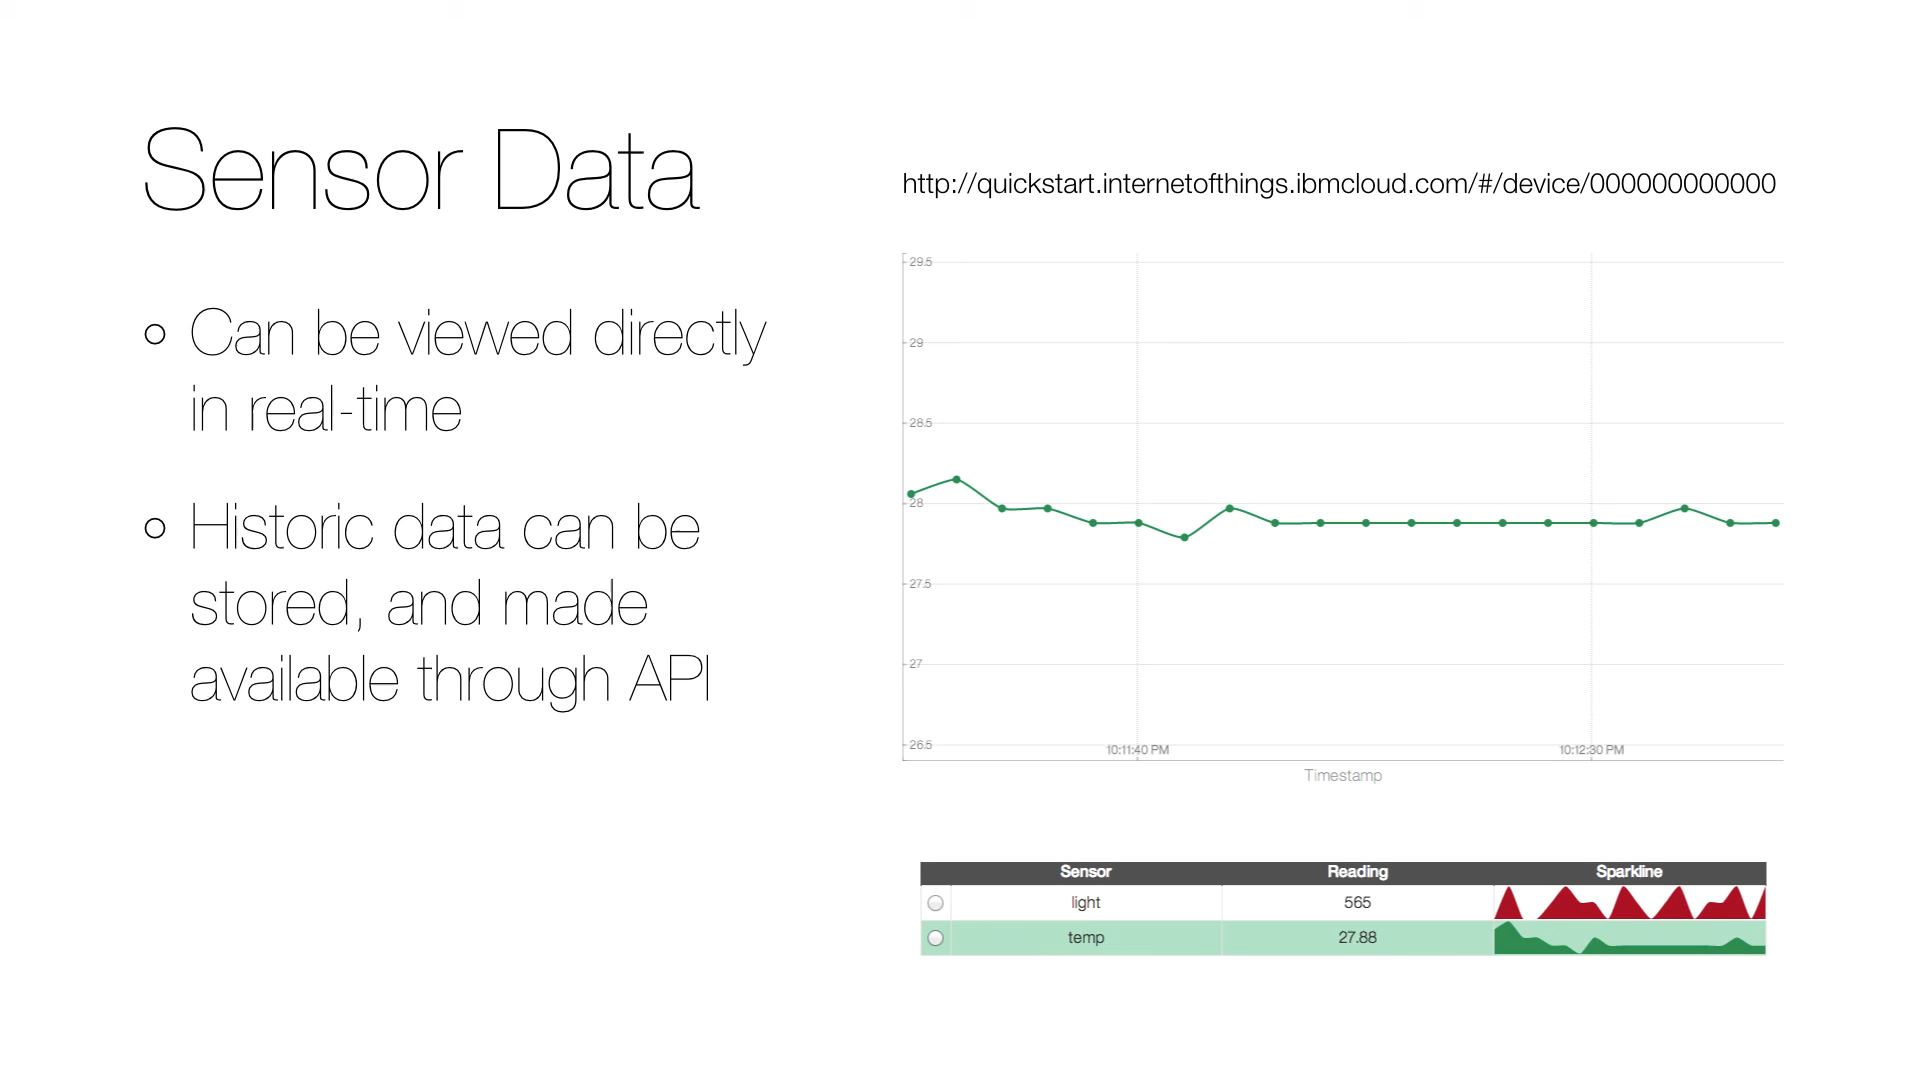 Sensor Data
Can be viewed directly
in real-time
Historic data can be
stored, and made
available through API
http://quickstart.internetofthings.ibmcloud.com/#/device/000000000000
29.5
29
28.5
28
27.5
27
26.5
10:11:40 PM 10:12:30 PM
Timestamp
Sensor Reading Sparkline
light 565
temp 27.88